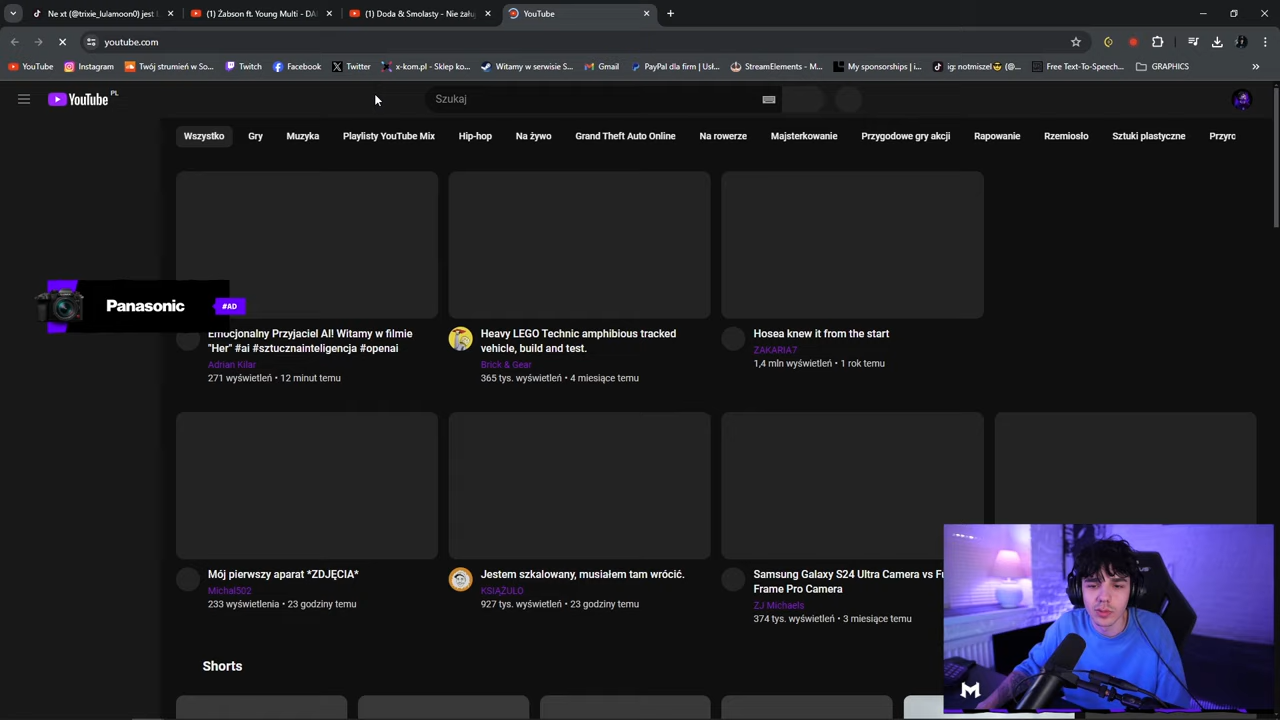 Ne xt (@trixie_lulamoon0) jest l
(1) Żabson ft. Young Multi - DA
(1) Doda & Smolasty - Nie żału
YouTube
youtube.com
YouTube
Instagram
Twój strumień w So...
Twitch
Facebook
Twitter
x-kom.pl - Sklep ko...
Witamy w serwisie S...
Gmail
PayPal dla firm | Usł...
StreamElements - M...
My sponsorships | i...
ig: notmiszel😎 (@...
Free Text-To-Speech...
GRAPHICS
YouTube PL
Szukaj
Wszystko
Gry
Muzyka
Playlisty YouTube Mix
Hip-hop
Na żywo
Grand Theft Auto Online
Na rowerze
Majsterkowanie
Przygodowe gry akcji
Rapowanie
Rzemiosło
Sztuki plastyczne
Przyrc
Panasonic
#AD
Emocjonalny Przyjaciel AI! Witamy w filmie
"Her" #ai #sztucznainteligencja #openai
Adrian Kilar
271 wyświetleń • 12 minut temu
Heavy LEGO Technic amphibious tracked
vehicle, build and test.
Brick & Gear
365 tys. wyświetleń • 4 miesiące temu
Hosea knew it from the start
ZAKARIA7
1,4 mln wyświetleń • 1 rok temu
Mój pierwszy aparat *ZDJĘCIA*
Michal502
233 wyświetlenia • 23 godziny temu
Jestem szkalowany, musiałem tam wrócić.
KSIĄŻULO
927 tys. wyświetleń • 23 godziny temu
Samsung Galaxy S24 Ultra Camera vs Fu
Frame Pro Camera
ZJ Michaels
374 tys. wyświetleń • 3 miesiące temu
Shorts
M